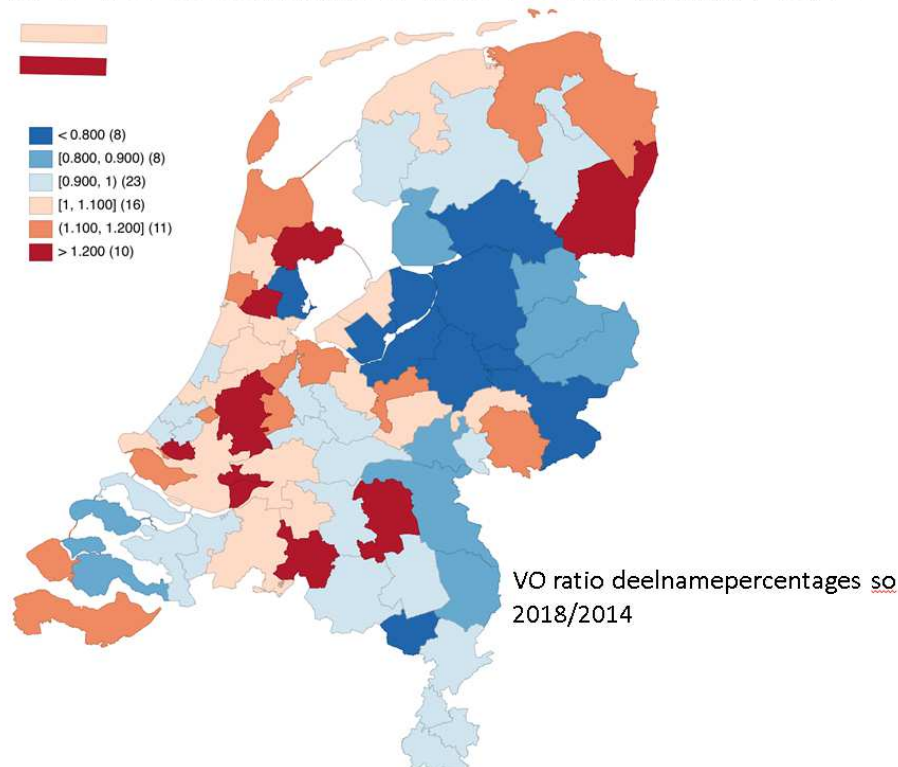 < 0.800 (8)
[0.800, 0.900) (8)
[0.900, 1) (23)
[1, 1.100] (16)
(1.100, 1.200] (11)
> 1.200 (10)
VO ratio deelnamepercentages so
2018/2014